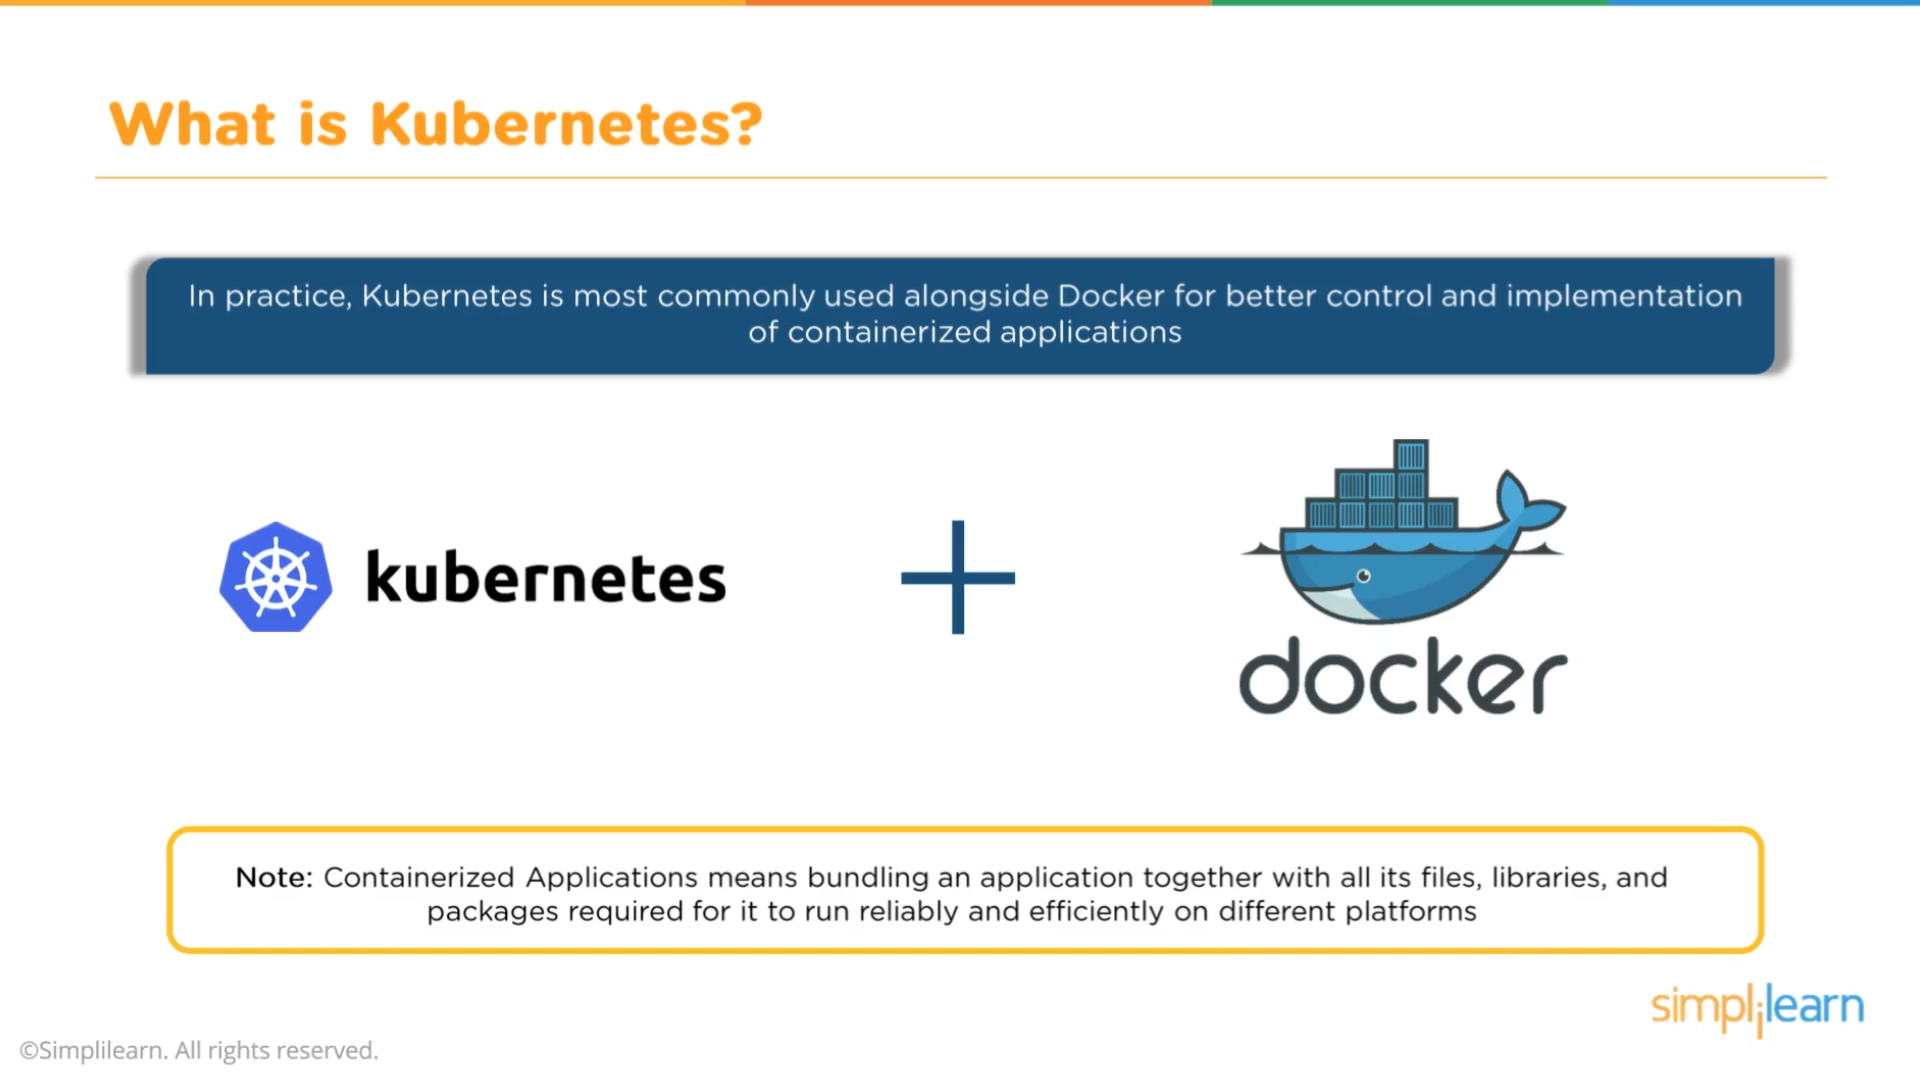 What is Kubernetes?
In practice, Kubernetes is most commonly used alongside Docker for better control and implementation
of containerized applications
kubernetes
docker
Note: Containerized Applications means bundling an application together with all its files, libraries, and
packages required for it to run reliably and efficiently on different platforms
simplilearn
©Simplilearn. All rights reserved.